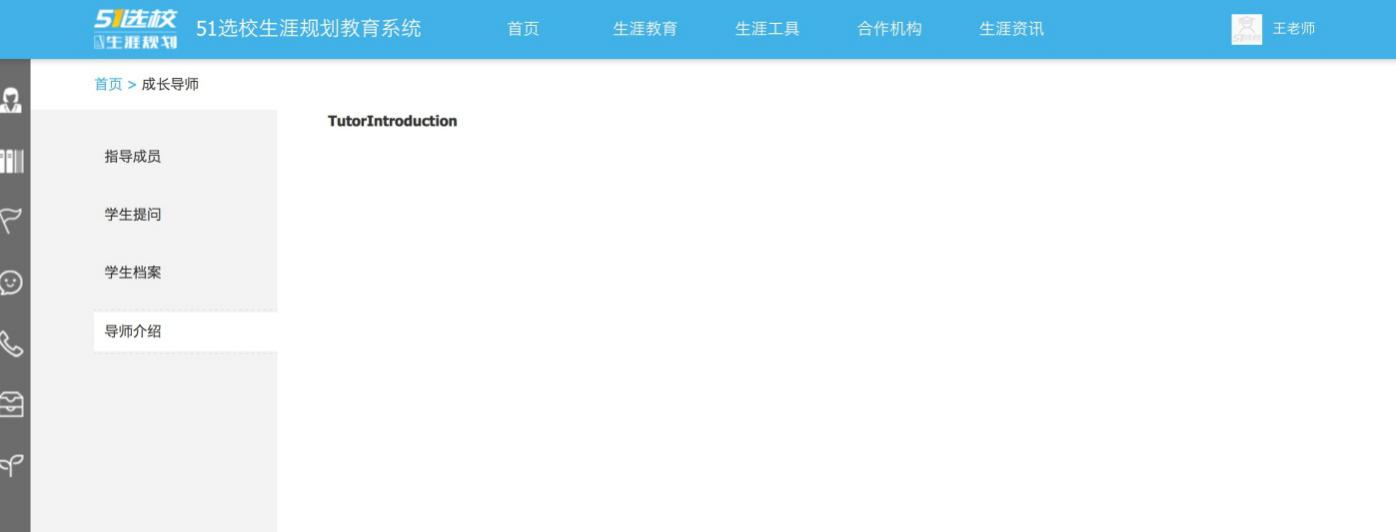 51选校
生涯规划
51选校生涯规划教育系统
首页
生涯教育
生涯工具
合作机构
生涯资讯
王老师
首页 > 成长导师
指导成员
学生提问
学生档案
导师介绍
TutorIntroduction